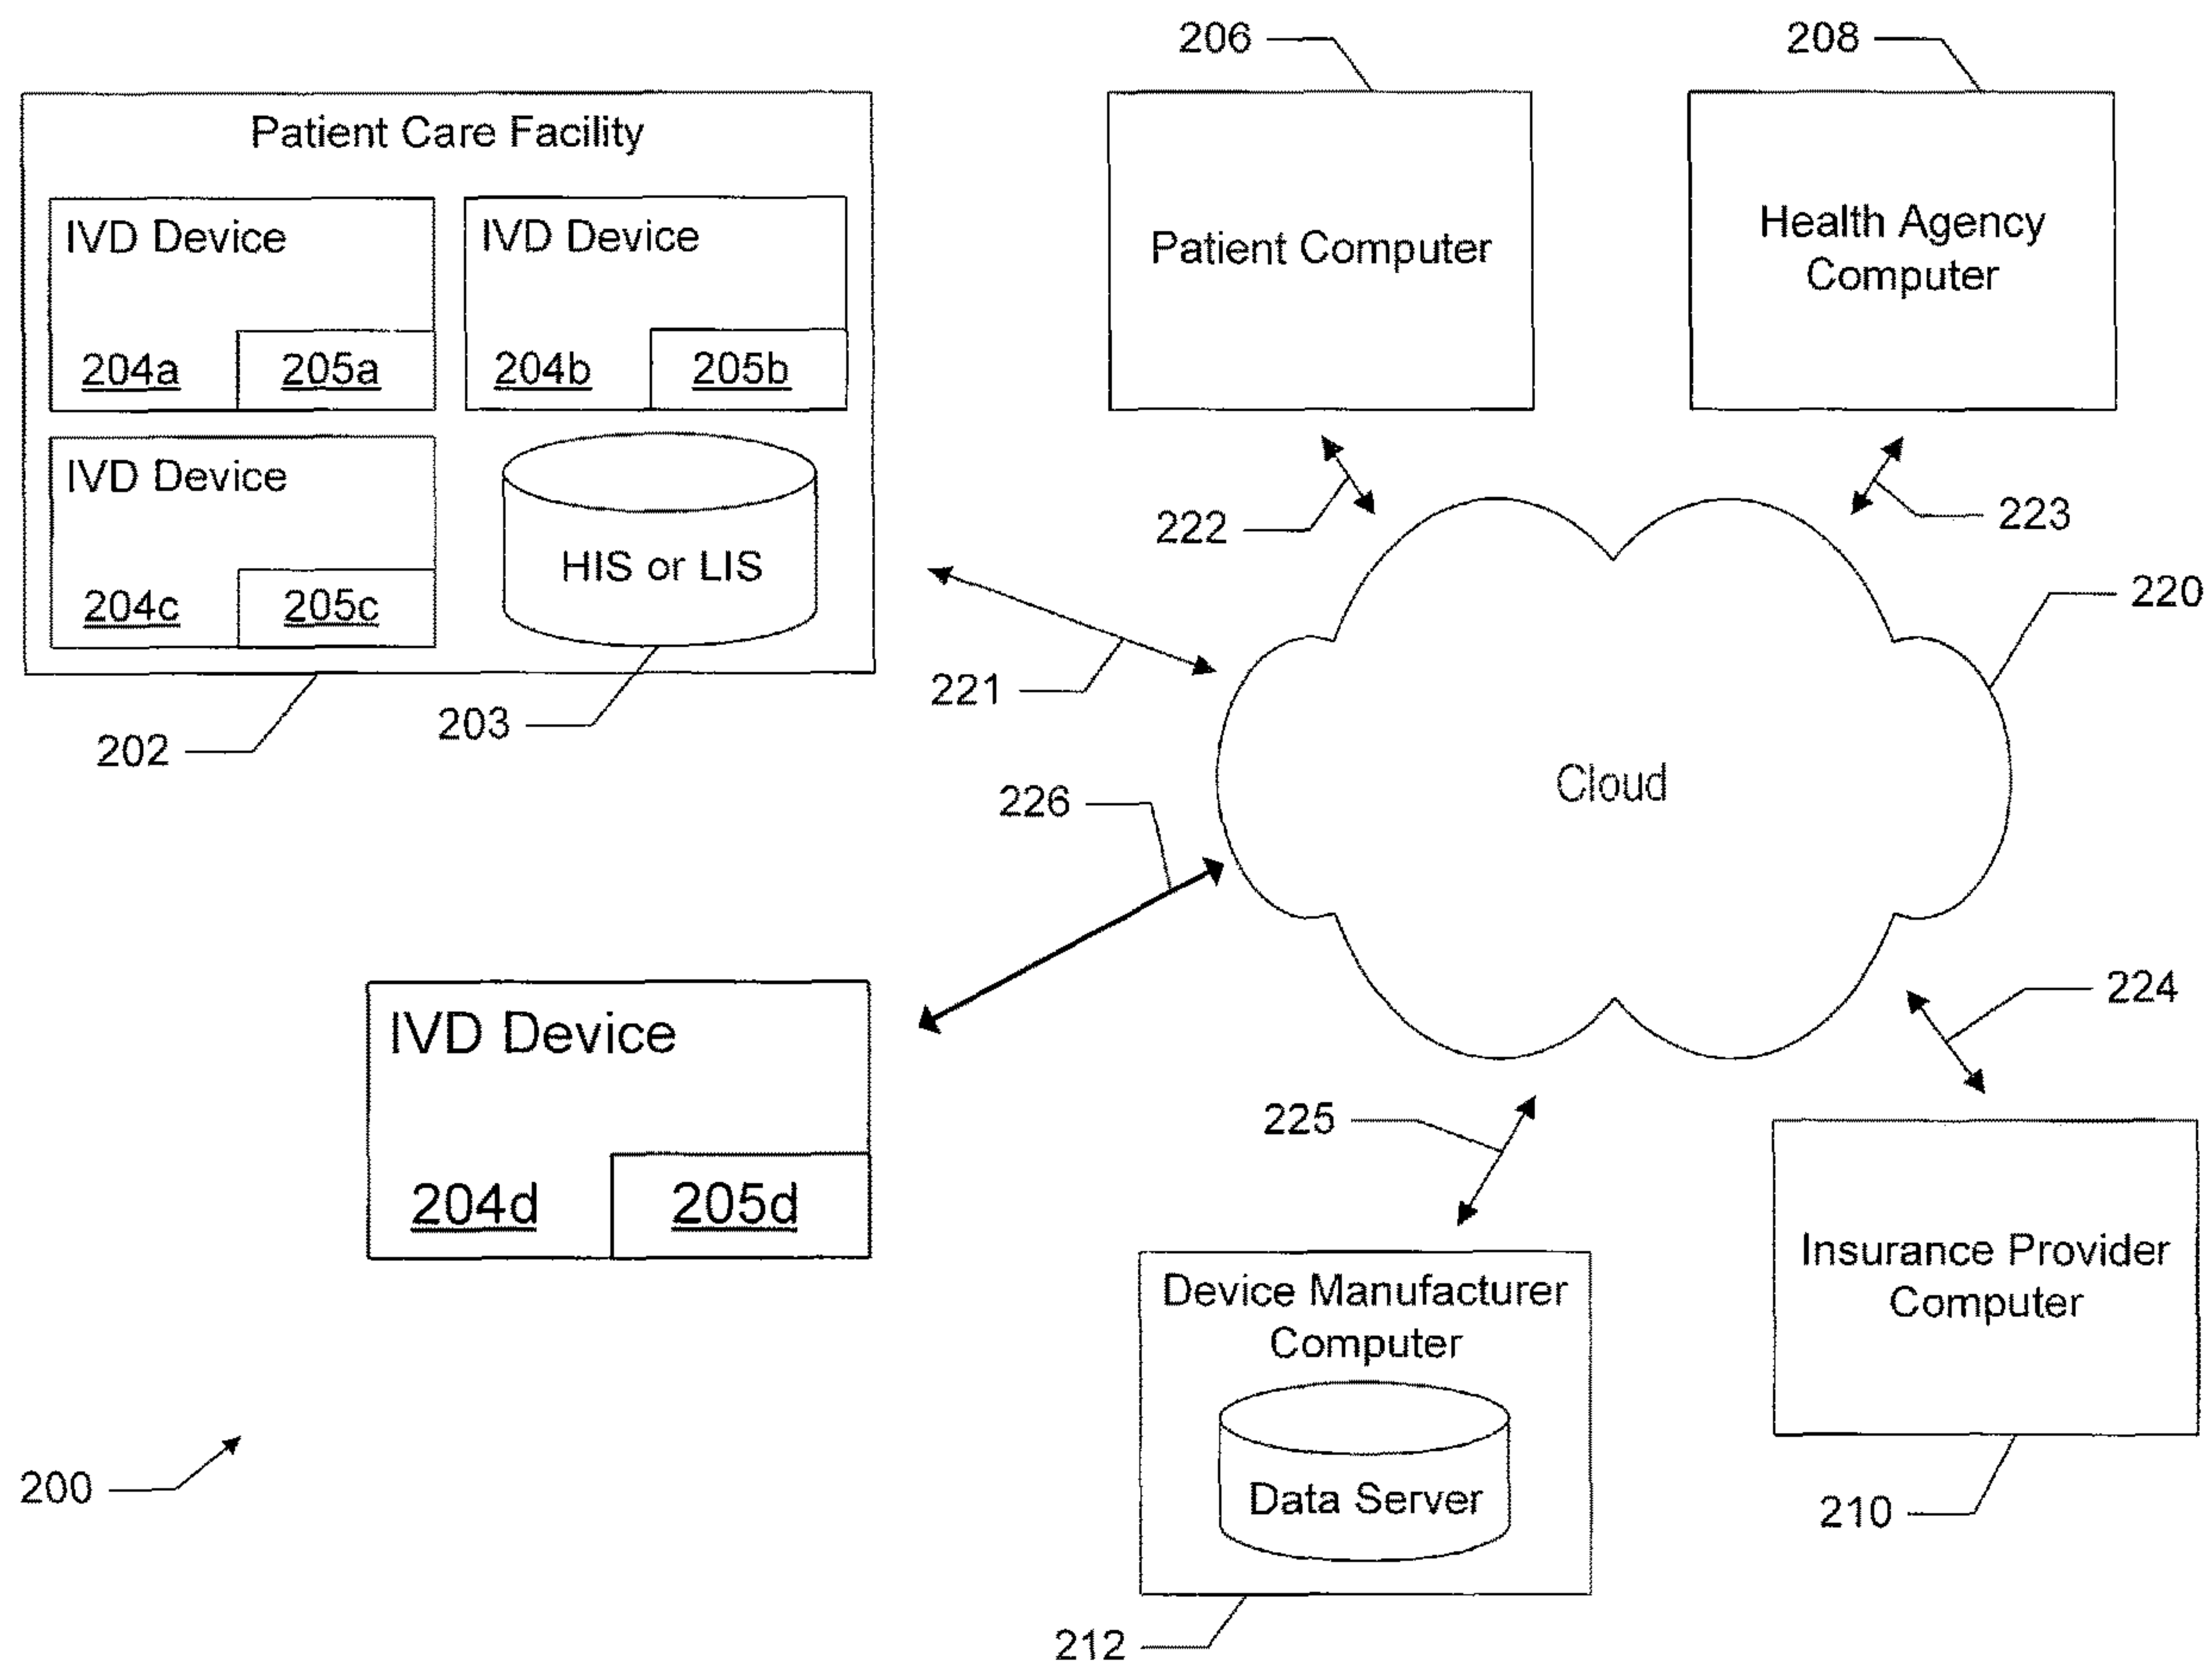 206
208
Patient Care Facility
IVD Device
204a
205a
IVD Device
204b
205b
IVD Device
204c
205c
HIS or LIS
202
203
Patient Computer
Health Agency
Computer
222
223
220
221
226
Cloud
224
225
IVD Device
204d
205d
Device Manufacturer
Computer
Data Server
Insurance Provider
Computer
200
210
212